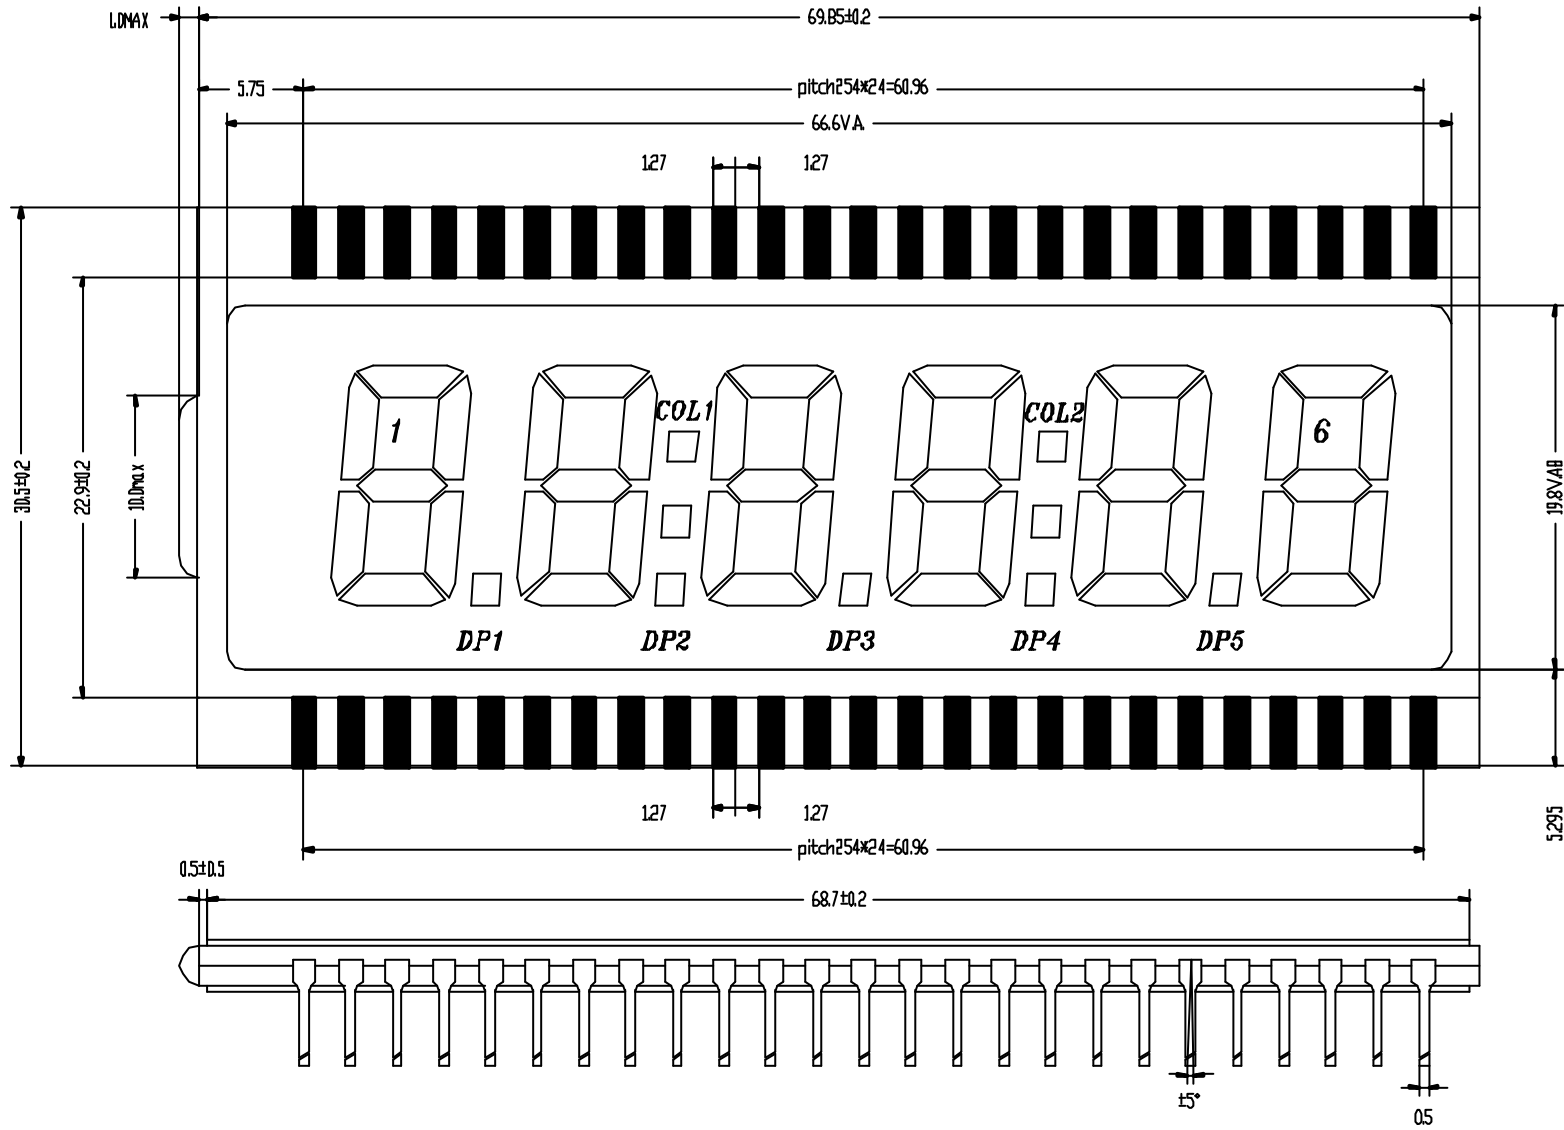 1.0MAX
69.85±0.2
5.75
pitch2.54*24=60.96
66.6V.A.
1.27 1.27
COL1 COL2
1 6
30.5±0.2
22.9±0.2
10.0max
19.8V.A
DP1 DP2 DP3 DP4 DP5
1.27 1.27
5.295
pitch2.54*24=60.96
0.5±0.5
68.7±0.2
±5°
0.5